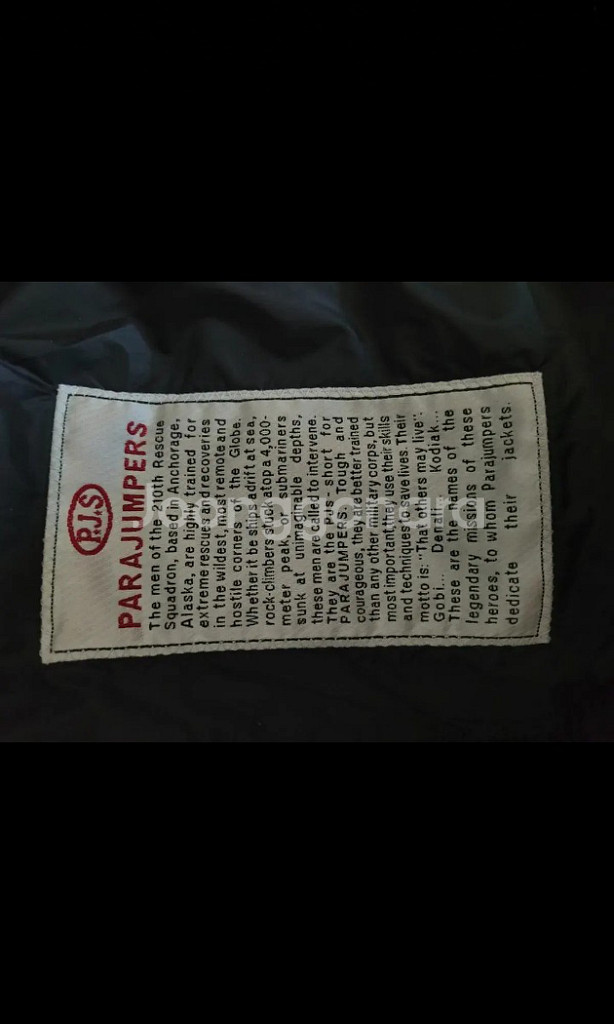 P.J.S
PARAJUMPERS
The men of the 210th Rescue
Squadron, based in Anchorage,
Alaska, are highly trained for
extreme rescues and recoveries
in the wildest, most remote and
hostile corners of the Globe.
Whether it be ships adrift at sea,
rock-climbers stuck atop a 4,000-
meter peak, or submariners
sunk at unimaginable depths,
these men are called to intervene.
They are the PJs - short for
PARAJUMPERS. Tough and
courageous, they are better trained
than any other military corps, but
most important, they use their skills
and techniques to save lives. Their
motto is: "That others may live".
Gobi... Denali... Kodiak...
These are the names of the
legendary missions of these
heroes, to whom Parajumpers
dedicate their jackets.